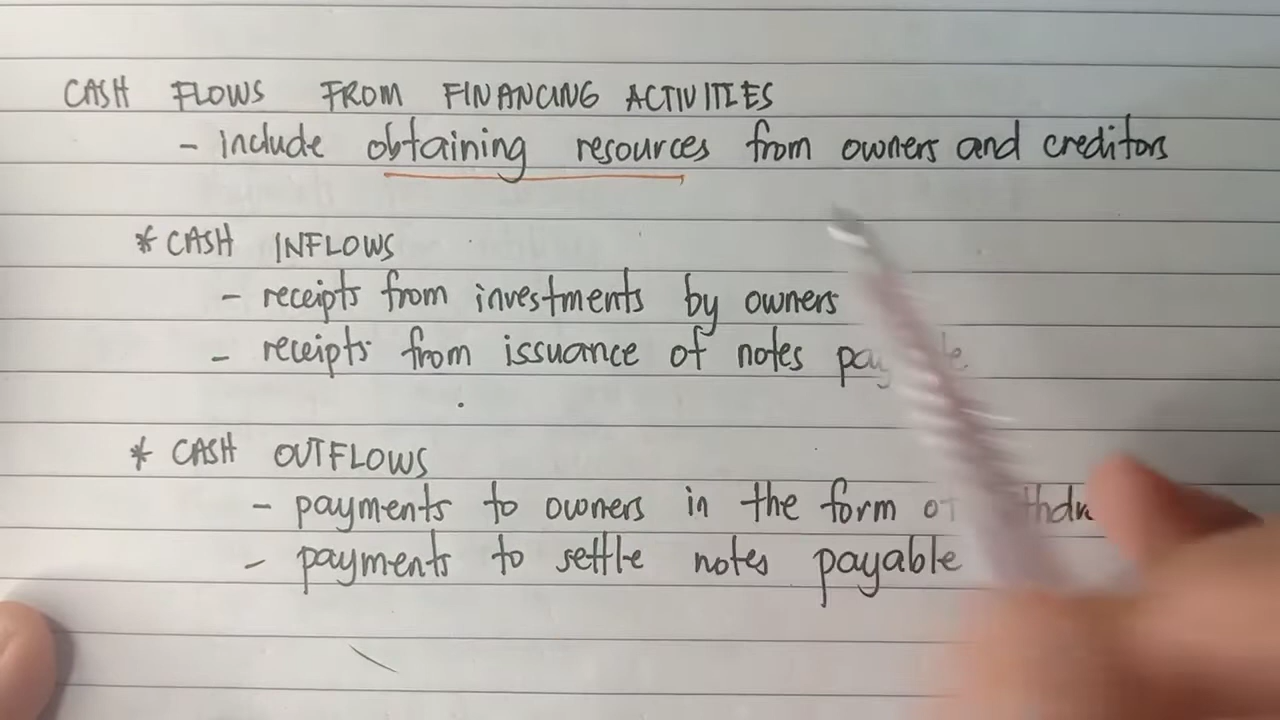 CASH FLOWS FROM FINANCING ACTIVITIES
- include obtaining resources from owners and creditors
* CASH INFLOWS
- receipts from investments by owners
- receipts from issuance of notes
* CASH OUTFLOWS
- payments to owners in the form
- payments to settle notes payable